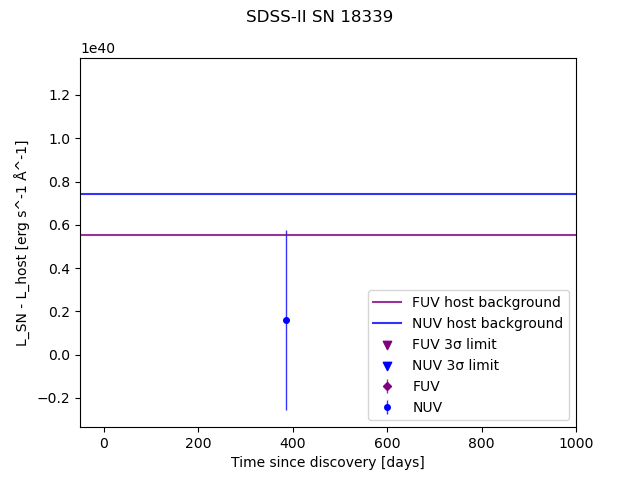 SDSS-II SN 18339
1e40
1.2
1.0
0.8
0.6
0.4
0.2
0.0
−0.2
L_SN - L_host [erg s^-1 Å^-1]
FUV host background
NUV host background
FUV 3σ limit
NUV 3σ limit
FUV
NUV
0 200 400 600 800 1000
Time since discovery [days]